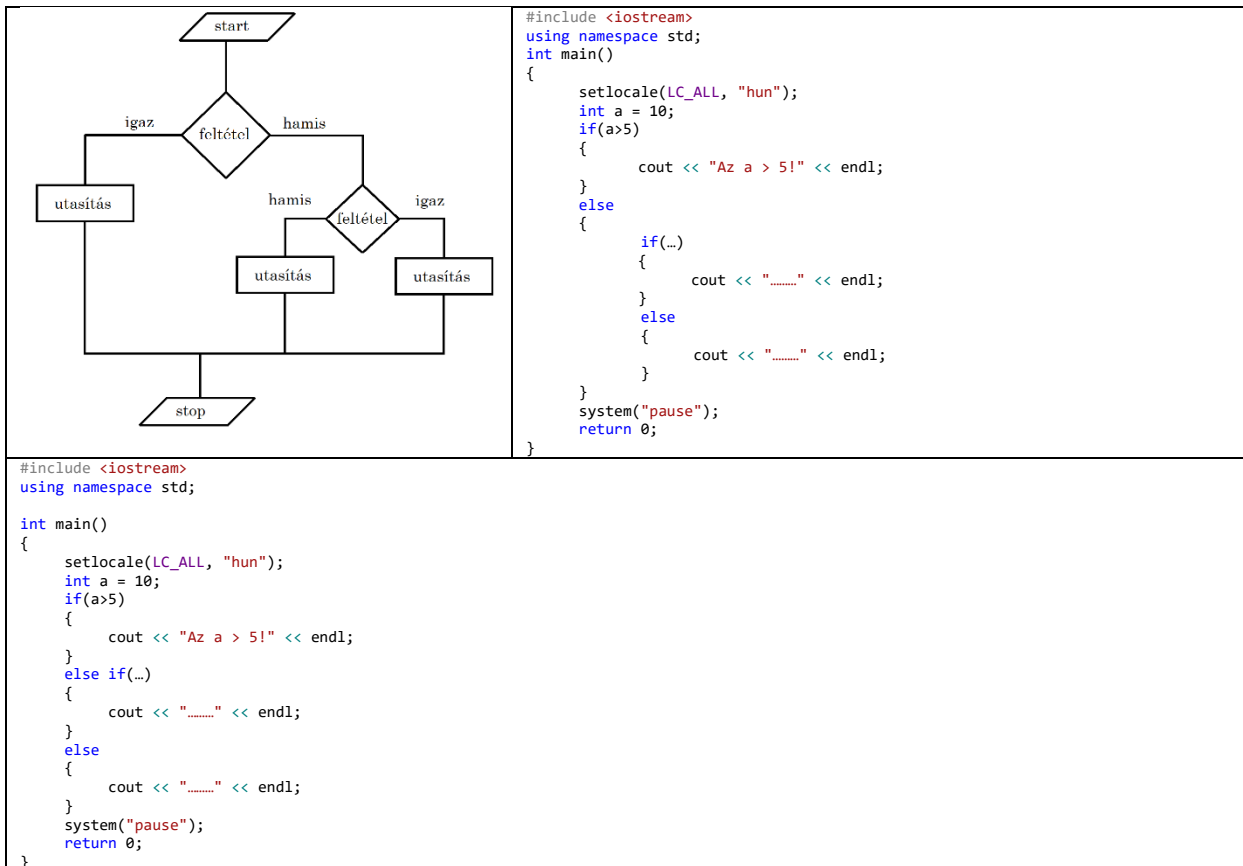 start
igaz
feltétel
hamis
utasítás
hamis
feltétel
igaz
utasítás
utasítás
stop
#include <iostream>
using namespace std;
int main()
{
setlocale(LC_ALL, "hun");
int a = 10;
if(a>5)
{
cout << "Az a > 5!" << endl;
}
else
{
if(…)
{
cout << "………" << endl;
}
else
{
cout << "………" << endl;
}
}
system("pause");
return 0;
}
#include <iostream>
using namespace std;
int main()
{
setlocale(LC_ALL, "hun");
int a = 10;
if(a>5)
{
cout << "Az a > 5!" << endl;
}
else if(…)
{
cout << "………" << endl;
}
else
{
cout << "………" << endl;
}
system("pause");
return 0;
}